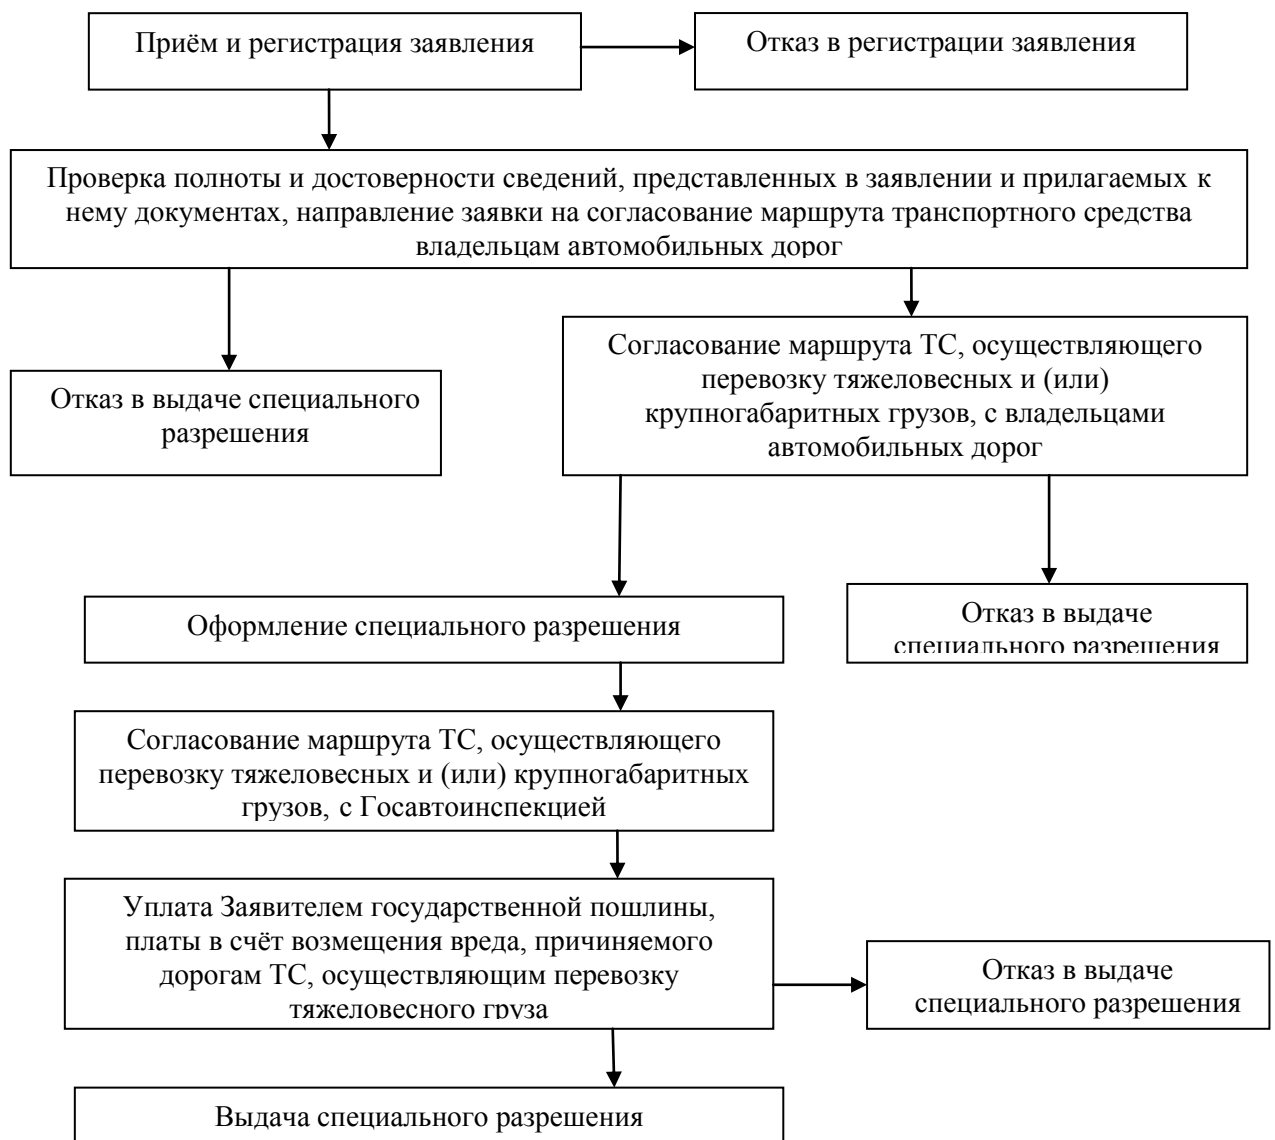 Приём и регистрация заявления
Отказ в регистрации заявления
Проверка полноты и достоверности сведений, представленных в заявлении и прилагаемых к
нему документах, направление заявки на согласование маршрута транспортного средства
владельцам автомобильных дорог
Согласование маршрута ТС, осуществляющего
перевозку тяжеловесных и (или)
крупногабаритных грузов, с владельцами
автомобильных дорог
Отказ в выдаче специального
разрешения
Оформление специального разрешения
Отказ в выдаче
специального разрешения
Согласование маршрута ТС, осуществляющего
перевозку тяжеловесных и (или) крупногабаритных
грузов, с Госавтоинспекцией
Уплата Заявителем государственной пошлины,
платы в счёт возмещения вреда, причиняемого
дорогам ТС, осуществляющим перевозку
тяжеловесного груза
Отказ в выдаче
специального разрешения
Выдача специального разрешения